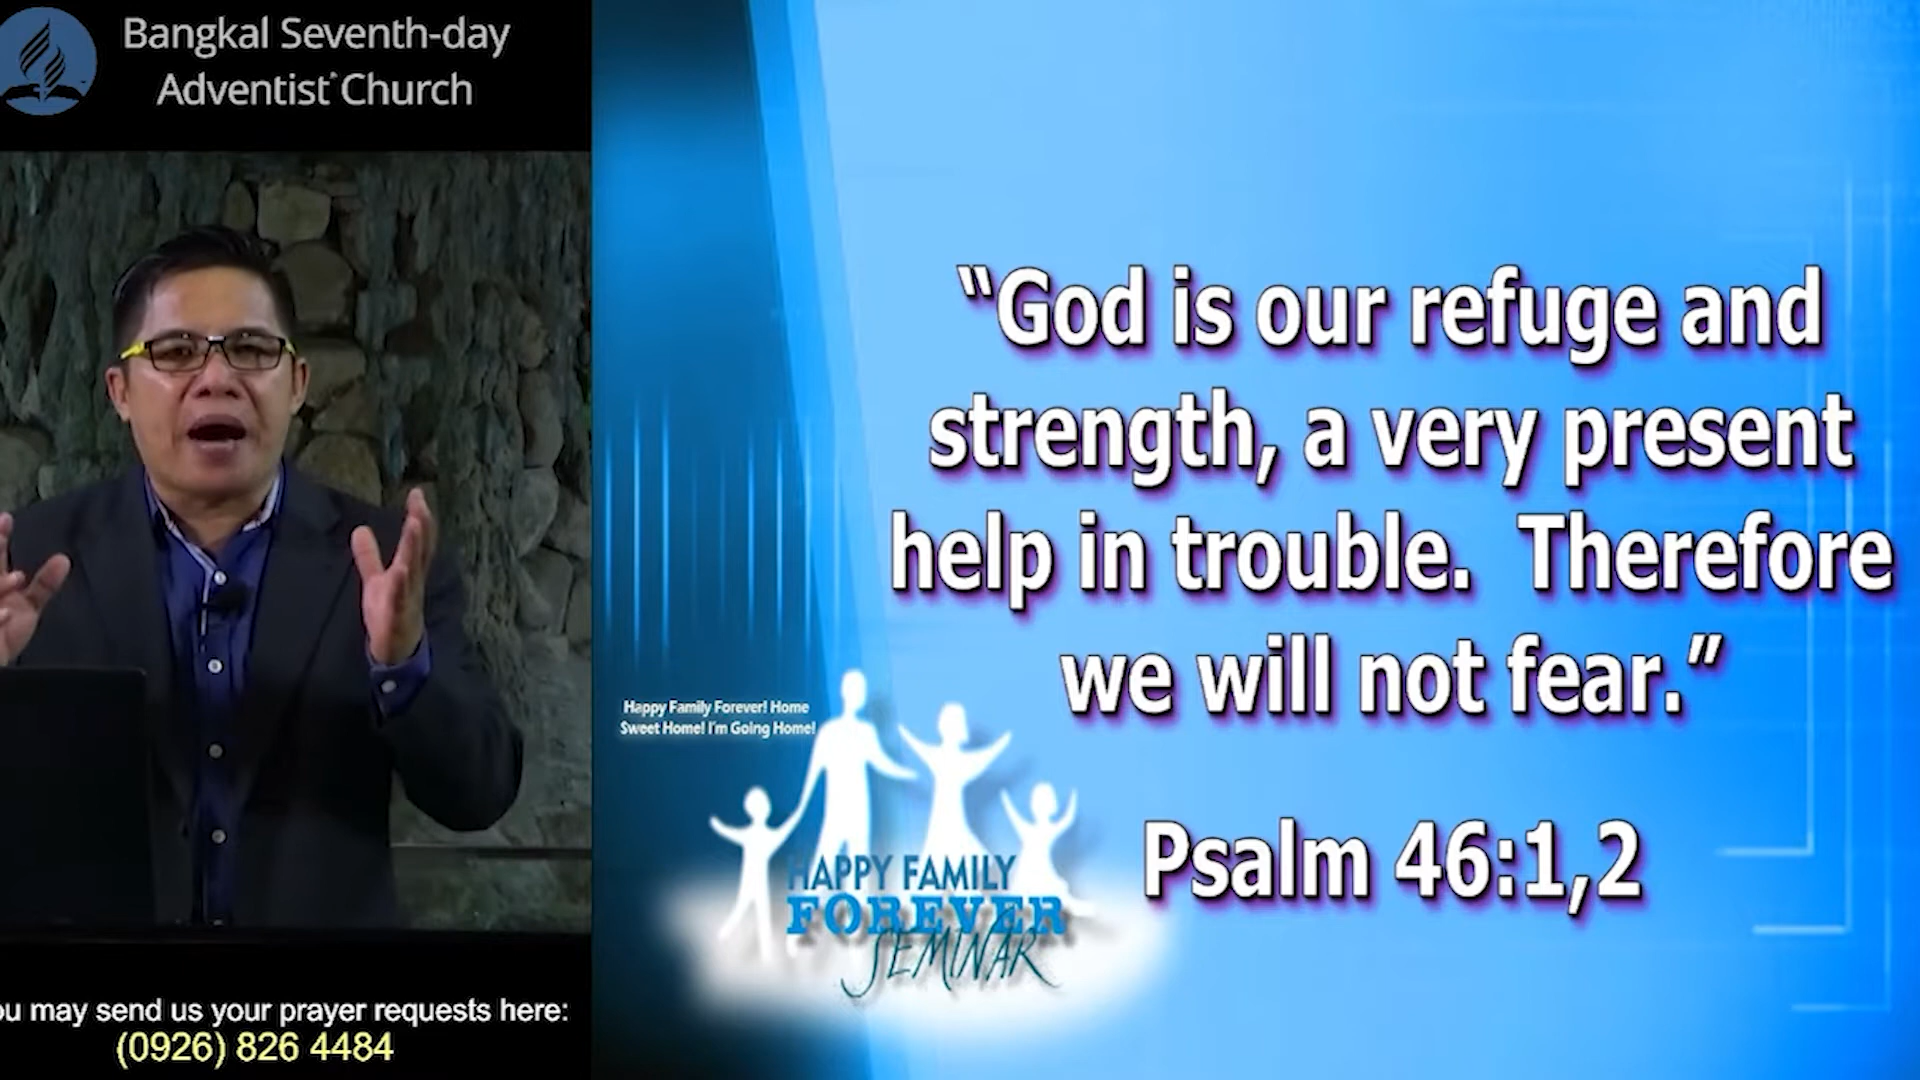 Bangkal Seventh-day
Adventist Church
“God is our refuge and
strength, a very present
help in trouble. Therefore
we will not fear.”
Psalm 46:1,2
Happy Family Forever! Home
Sweet Home! I'm Going Home!
HAPPY FAMILY
FOREVER
SEMINAR
ou may send us your prayer requests here:
(0926) 826 4484